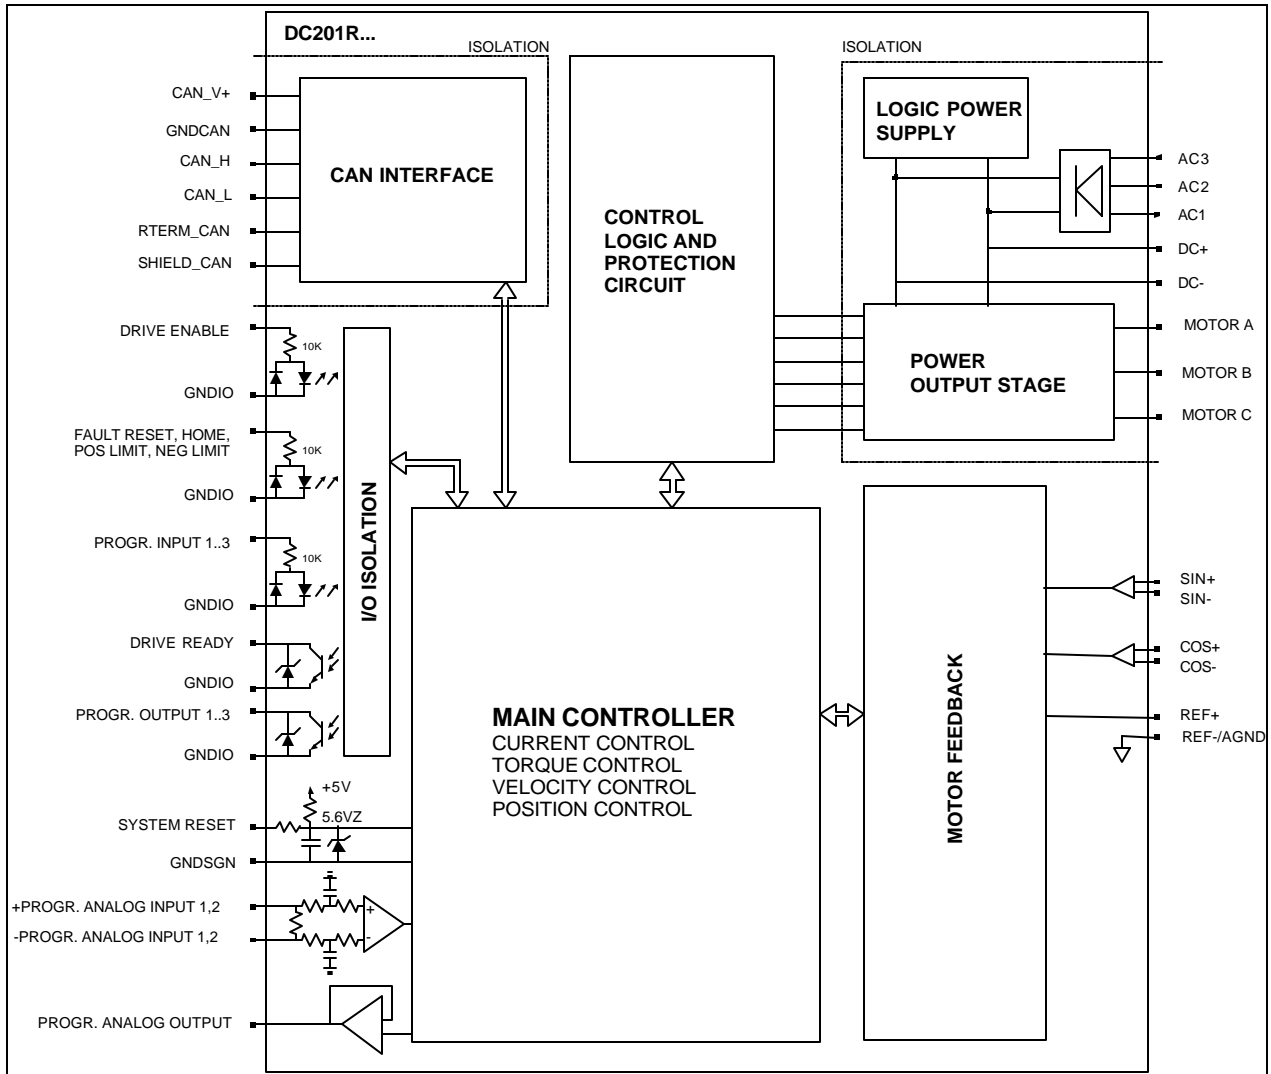 DC201R...
ISOLATION
ISOLATION
CAN_V+
GNDCAN
CAN_H
CAN_L
RTERM_CAN
SHIELD_CAN
CAN INTERFACE
CONTROL
LOGIC AND
PROTECTION
CIRCUIT
LOGIC POWER
SUPPLY
AC3
AC2
AC1
DC+
DC-
POWER
OUTPUT STAGE
MOTOR A
MOTOR B
MOTOR C
DRIVE ENABLE
10K
GNDIO
FAULT RESET, HOME,
POS LIMIT, NEG LIMIT
10K
GNDIO
PROGR. INPUT 1..3
10K
GNDIO
DRIVE READY
GNDIO
PROGR. OUTPUT 1..3
GNDIO
I/O ISOLATION
+5V
SYSTEM RESET
5.6VZ
GNDSGN
+PROGR. ANALOG INPUT 1,2
+
-PROGR. ANALOG INPUT 1,2
-
PROGR. ANALOG OUTPUT
MAIN CONTROLLER
CURRENT CONTROL
TORQUE CONTROL
VELOCITY CONTROL
POSITION CONTROL
MOTOR FEEDBACK
SIN+
SIN-
COS+
COS-
REF+
REF-/AGND